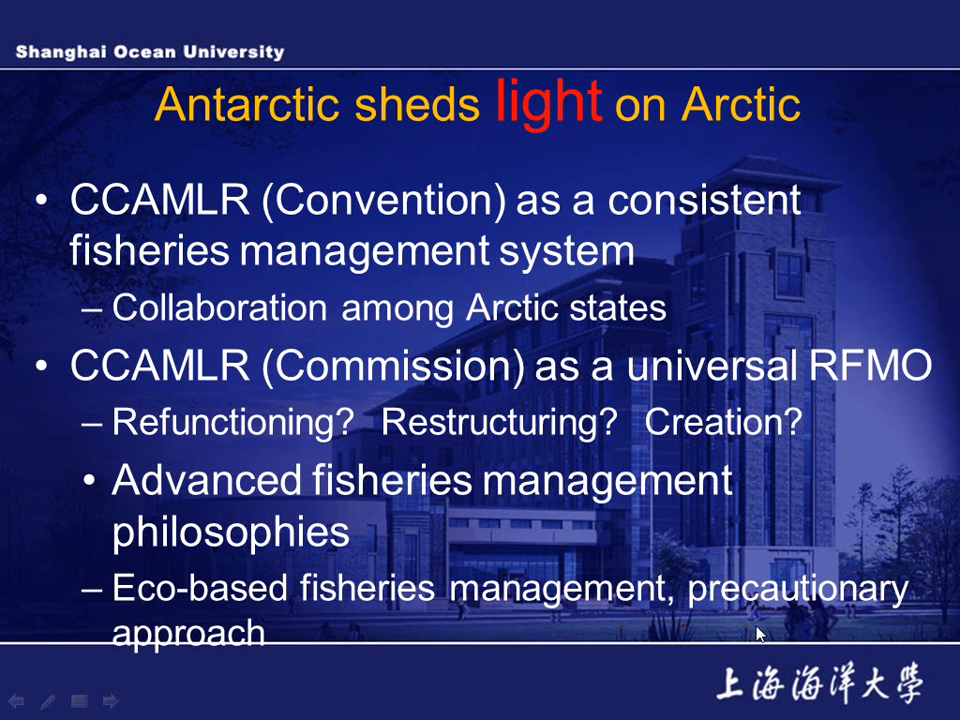 Shanghai Ocean University
Antarctic sheds light on Arctic
• CCAMLR (Convention) as a consistent
fisheries management system
– Collaboration among Arctic states
• CCAMLR (Commission) as a universal RFMO
– Refunctioning? Restructuring? Creation?
• Advanced fisheries management
philosophies
– Eco-based fisheries management, precautionary
approach
上海海洋大學